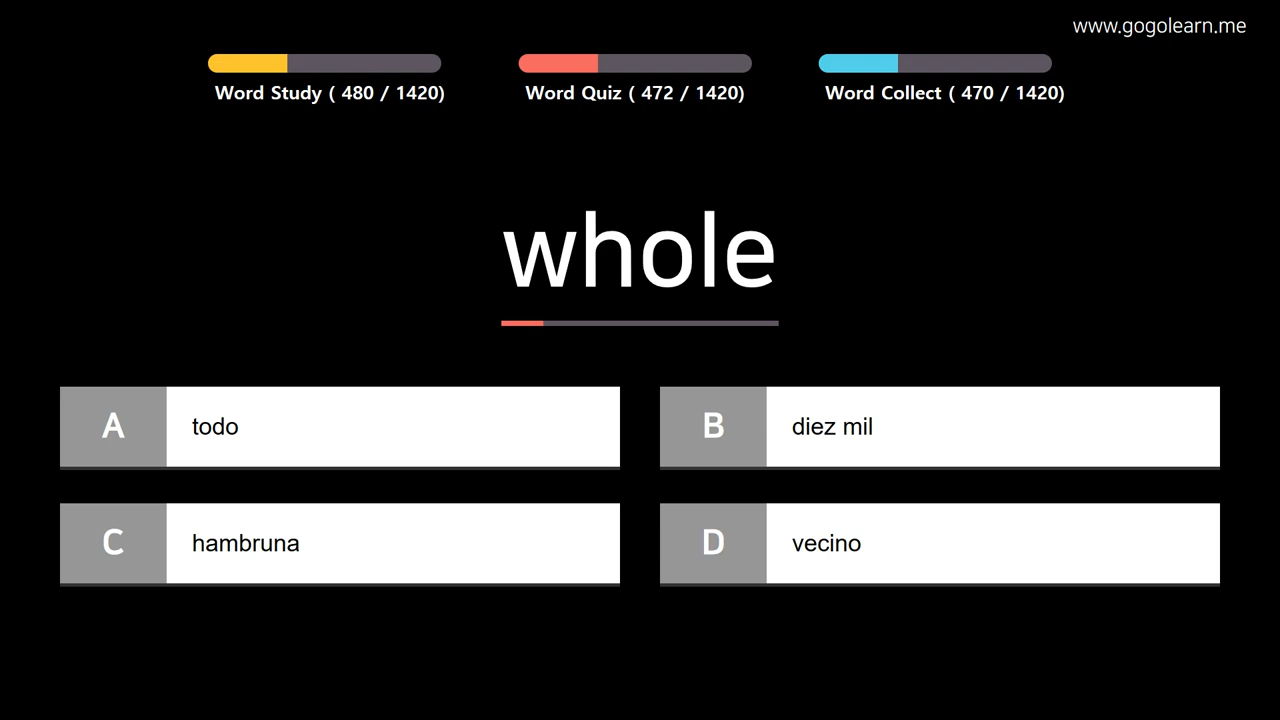 www.gogolearn.me
Word Study ( 480 / 1420)
Word Quiz ( 472 / 1420)
Word Collect ( 470 / 1420)
whole
A todo
B diez mil
C hambruna
D vecino